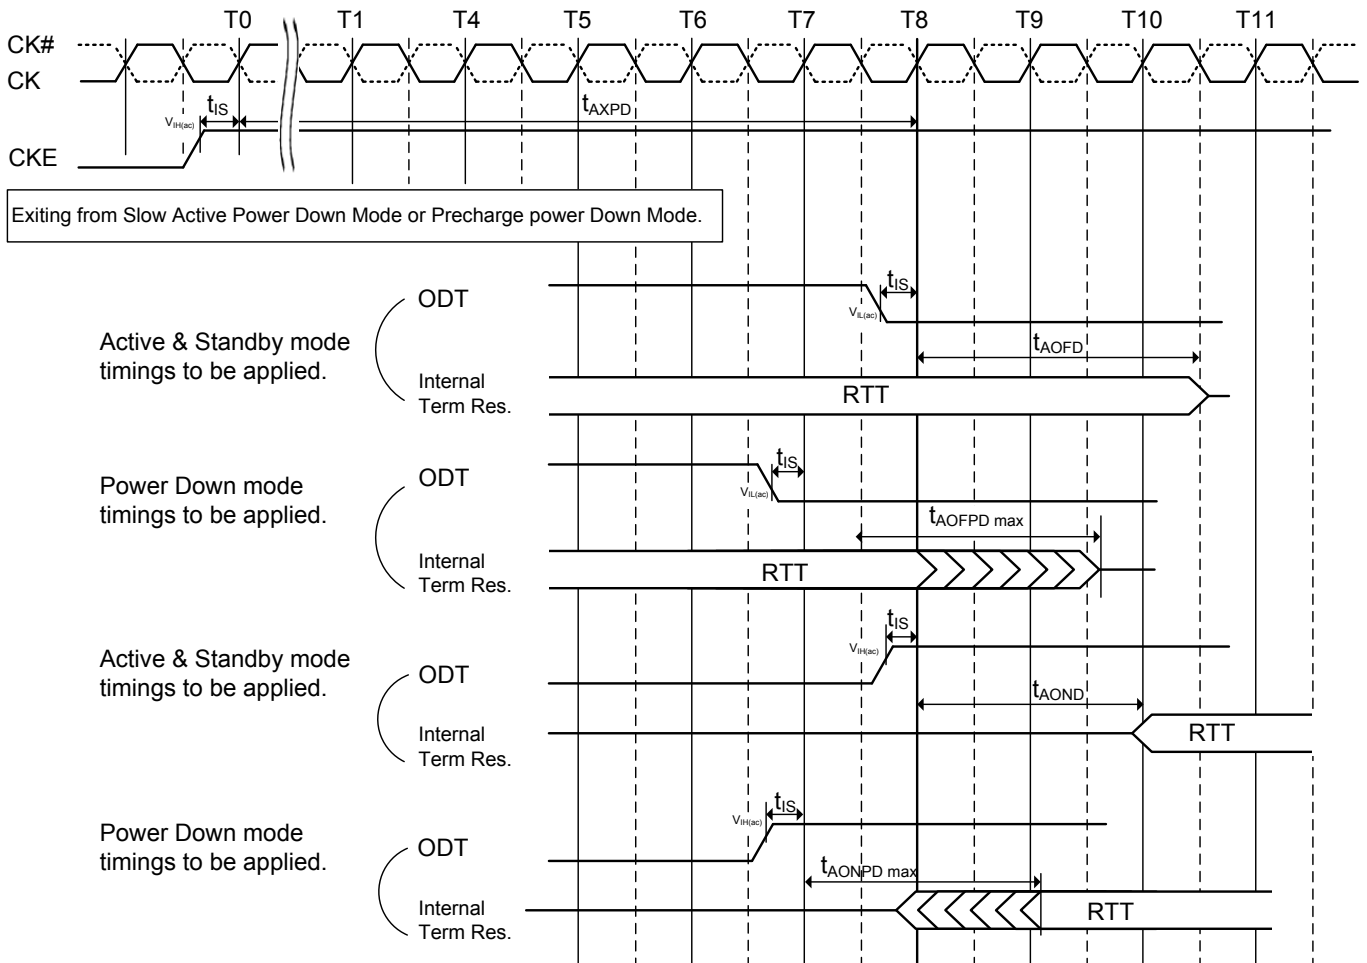 T0 T1 T4 T5 T6 T7 T8 T9 T10 T11
CK#
CK
tIS tAXPD
VIH(ac)
CKE
Exiting from Slow Active Power Down Mode or Precharge power Down Mode.
ODT tIS
VIL(ac)
Active & Standby mode
timings to be applied.
tAOFD
Internal
Term Res.
RTT
ODT tIS
VIL(ac)
Power Down mode
timings to be applied.
tAOFPD max
Internal
Term Res.
RTT
tIS
VIH(ac)
Active & Standby mode
timings to be applied.
ODT
tAOND
Internal
Term Res.
RTT
tIS
VIH(ac)
Power Down mode
timings to be applied.
ODT
tAONPD max
Internal
Term Res.
RTT